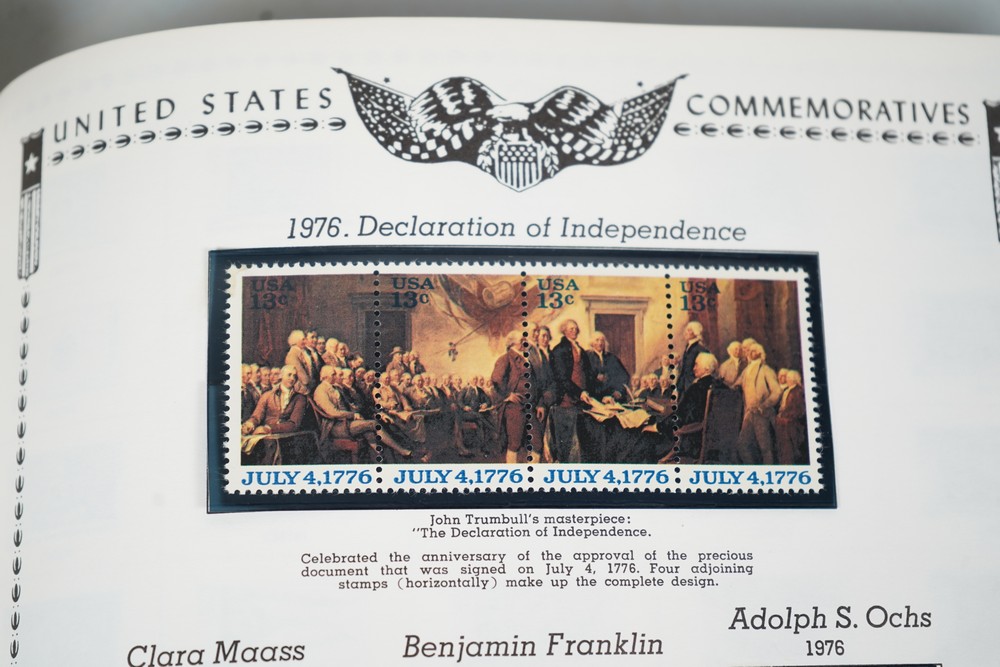 UNITED STATES COMMEMORATIVES
1976. Declaration of Independence
USA 13c USA 13c USA 13c USA 13c
JULY 4,1776 JULY 4,1776 JULY 4,1776 JULY 4,1776
John Trumbull's masterpiece:
"The Declaration of Independence.
Celebrated the anniversary of the approval of the precious
document that was signed on July 4, 1776. Four adjoining
stamps (horizontally) make up the complete design.
Clara Maass
Benjamin Franklin
Adolph S. Ochs
1976